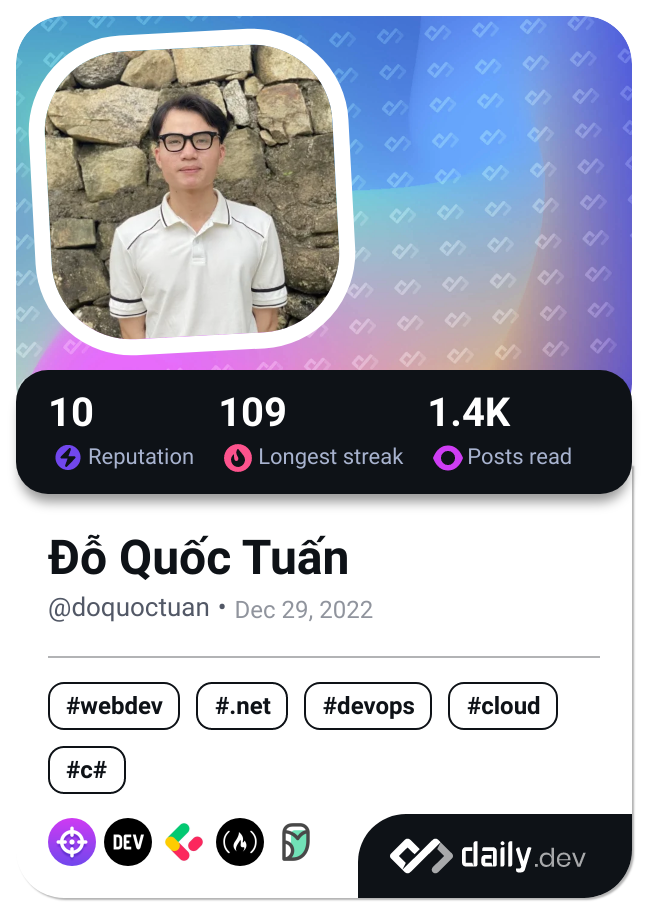 10 109 1.4K
Reputation Longest streak Posts read
Đỗ Quốc Tuấn
@doquoctuan • Dec 29, 2022
#webdev #.net #devops #cloud
#c#
DEV
daily.dev